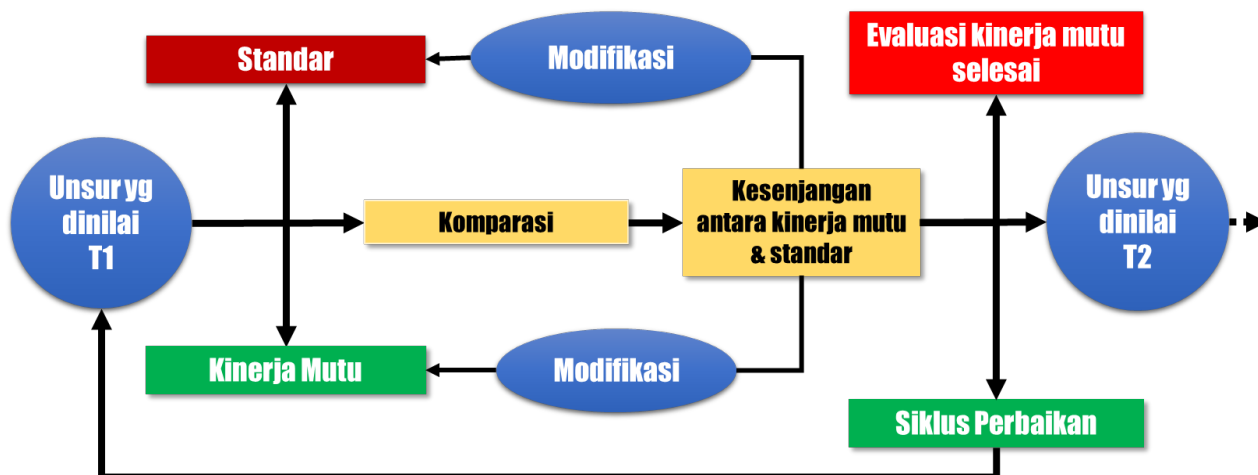 Standar
Modifikasi
Evaluasi kinerja mutu
selesai
Unsur yg
dinilai
T1
Komparasi
Kesenjangan
antara kinerja mutu
& standar
Unsur yg
dinilai
T2
Kinerja Mutu
Modifikasi
Siklus Perbaikan